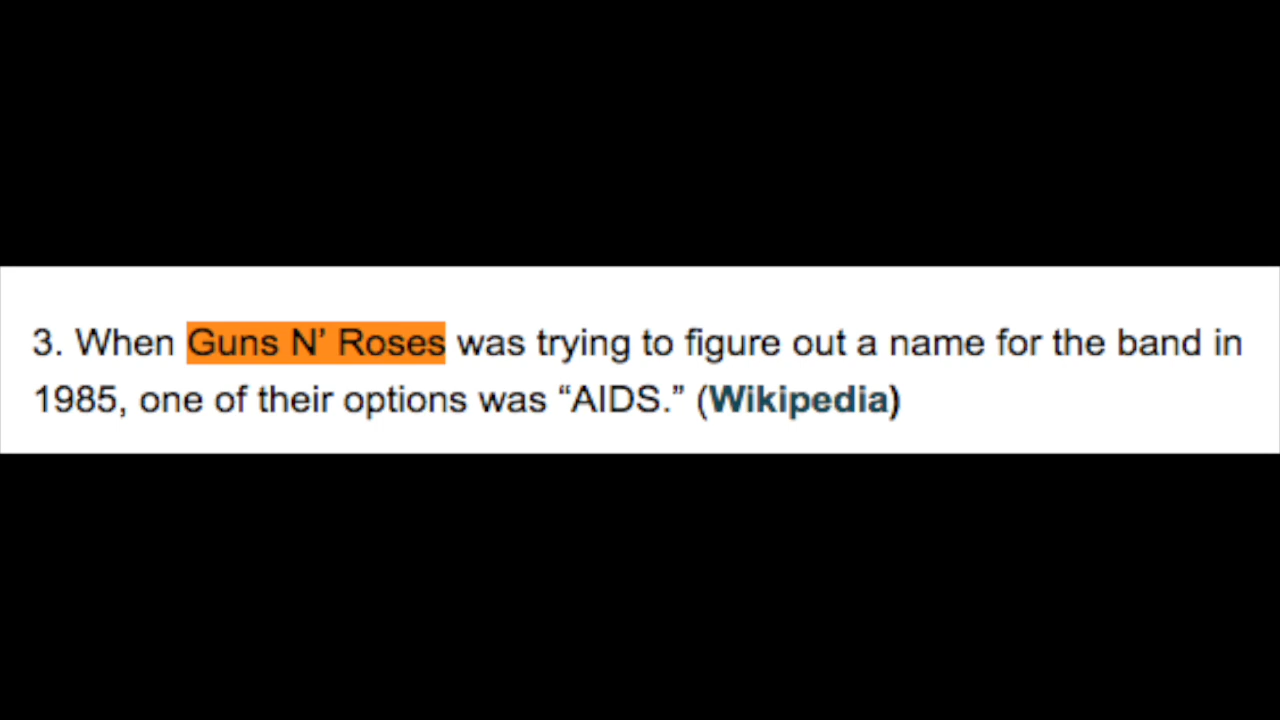 3. When Guns N’ Roses was trying to figure out a name for the band in
1985, one of their options was “AIDS.” (Wikipedia)